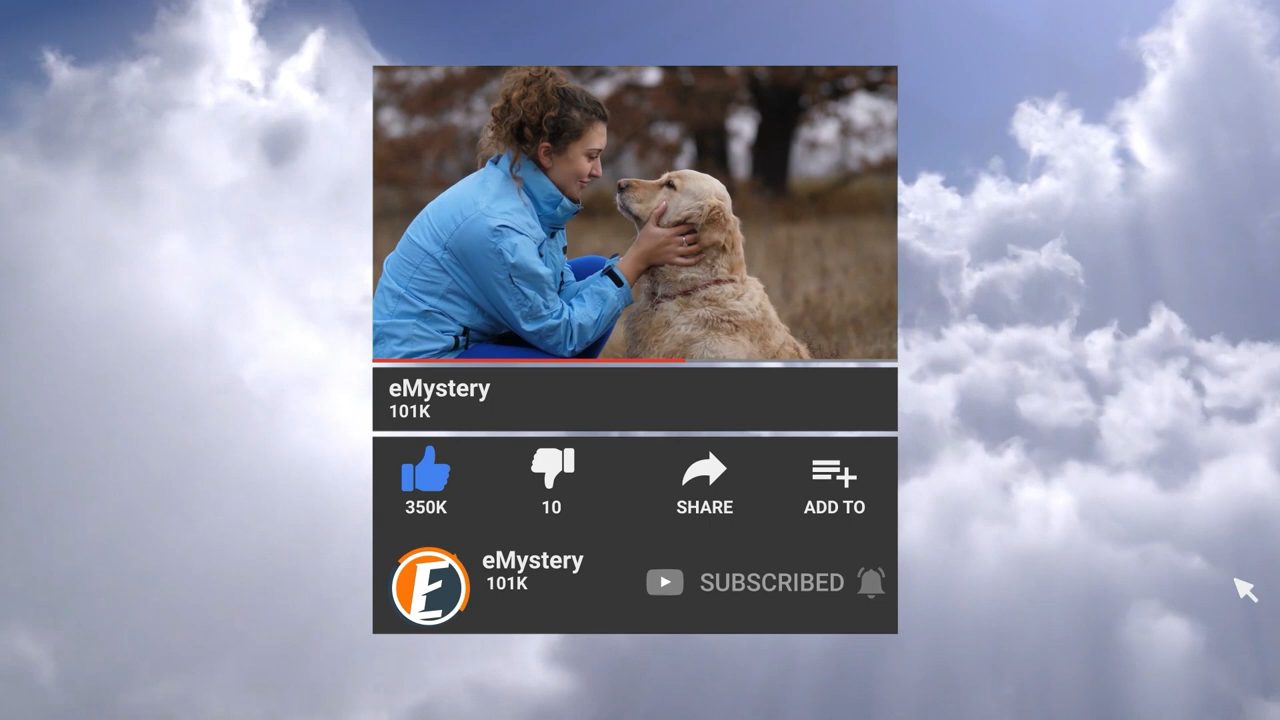 eMystery
101K
350K
10
SHARE
ADD TO
E
eMystery
101K
SUBSCRIBED